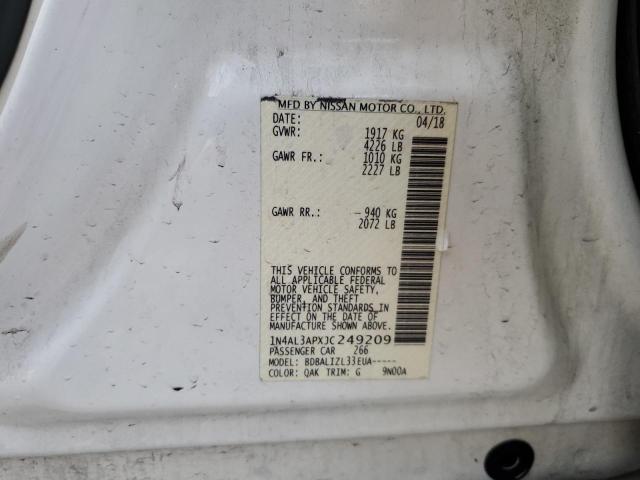 MFD BY NISSAN MOTOR CO., LTD.
DATE: 04/18
GVWR: 1917 KG
4226 LB
GAWR FR.: 1010 KG
2227 LB
GAWR RR.: 940 KG
2072 LB
THIS VEHICLE CONFORMS TO
ALL APPLICABLE FEDERAL
MOTOR VEHICLE SAFETY,
BUMPER, AND THEFT
PREVENTION STANDARDS IN
EFFECT ON THE DATE OF
MANUFACTURE SHOWN ABOVE.
1N4AL3APXJC249209
PASSENGER CAR 266
MODEL: BDBALIZL33EUA-----
COLOR: QAK TRIM: G 9N00A